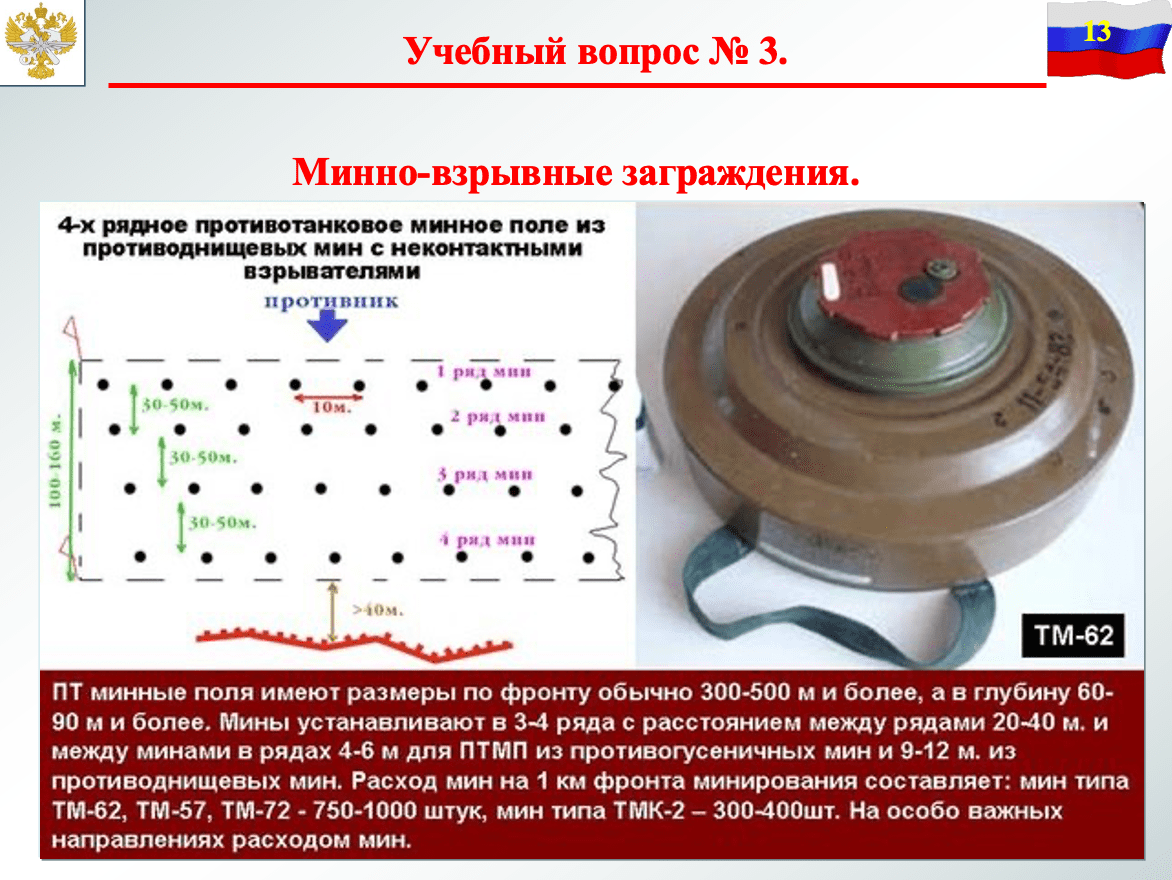 13
Учебный вопрос № 3.
Минно-взрывные заграждения.
4-х рядное противотанковое минное поле из
противоднищевых мин с неконтактными
взрывателями
противник
1 ряд мин
30-50м.
10м.
2 ряд мин
100-160 м.
30-50м.
3 ряд мин
30-50м.
4 ряд мин
>40м.
ТМ-62
ПТ минные поля имеют размеры по фронту обычно 300-500 м и более, а в глубину 60-
90 м и более. Мины устанавливают в 3-4 ряда с расстоянием между рядами 20-40 м. и
между минами в рядах 4-6 м для ПТМП из противогусеничных мин и 9-12 м. из
противоднищевых мин. Расход мин на 1 км фронта минирования составляет: мин типа
ТМ-62, ТМ-57, ТМ-72 - 750-1000 штук, мин типа ТМК-2 – 300-400шт. На особо важных
направлениях расходом мин.